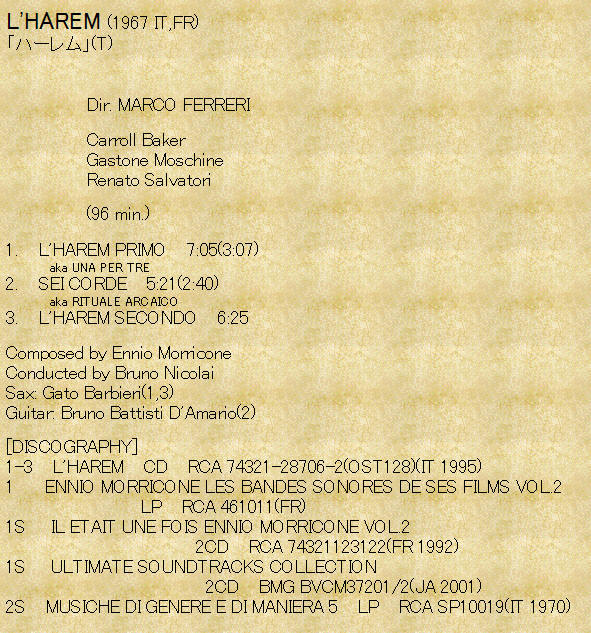 L'HAREM (1967 IT,FR)
「ハーレム」(T)
Dir. MARCO FERRERI
Carroll Baker
Gastone Moschine
Renato Salvatori
(96 min.)
1. L'HAREM PRIMO 7:05(3:07)
aka UNA PER TRE
2. SEI CORDE 5:21(2:40)
aka RITUALE ARCAICO
3. L'HAREM SECONDO 6:25
Composed by Ennio Morricone
Conducted by Bruno Nicolai
Sax: Gato Barbieri(1,3)
Guitar: Bruno Battisti D'Amario(2)
[DISCOGRAPHY]
1-3 L'HAREM CD RCA 74321-28706-2(OST128)(IT 1995)
1 ENNIO MORRICONE LES BANDES SONORES DE SES FILMS VOL.2
LP RCA 461011(FR)
1S IL ETAIT UNE FOIS ENNIO MORRICONE VOL.2
2CD RCA 74321123122(FR 1992)
1S ULTIMATE SOUNDTRACKS COLLECTION
2CD BMG BVCM37201/2(JA 2001)
2S MUSICHE DI GENERE E DI MANIERA 5 LP RCA SP10019(IT 1970)